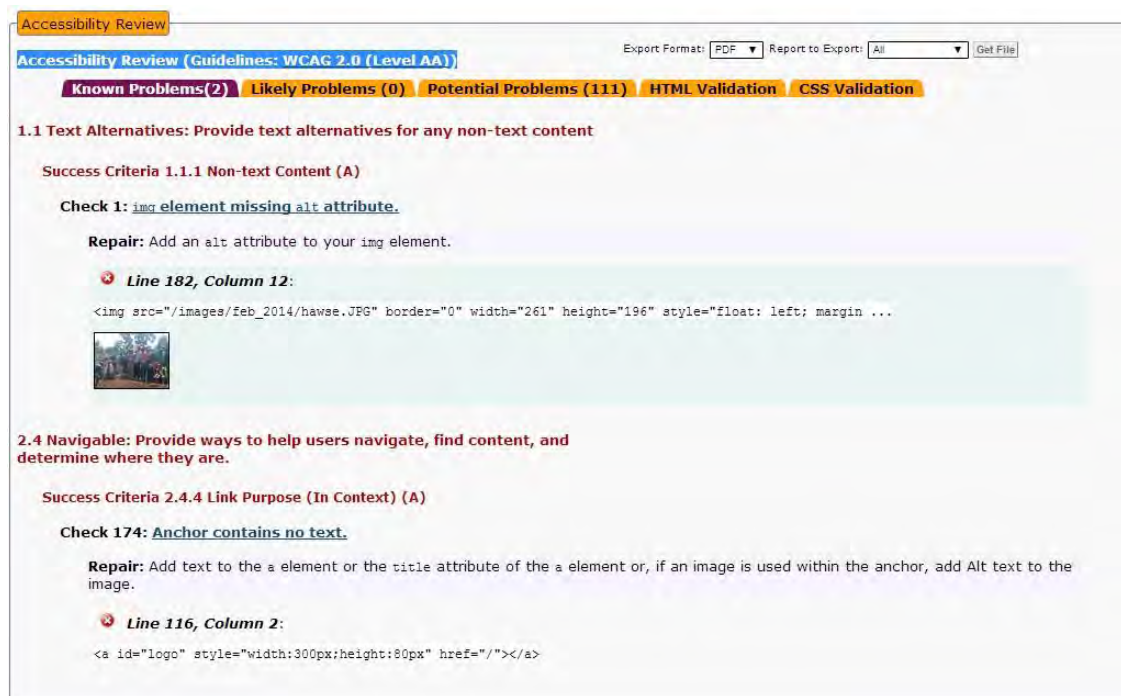 Accessibility Review
Export Format: PDF Report to Export: All Get File
Accessibility Review (Guidelines: WCAG 2.0 (Level AA))
Known Problems(2) Likely Problems (0) Potential Problems (111) HTML Validation CSS Validation
1.1 Text Alternatives: Provide text alternatives for any non-text content
Success Criteria 1.1.1 Non-text Content (A)
Check 1: img element missing alt attribute.
Repair: Add an alt attribute to your img element.
Line 182, Column 12:
<img src="/images/feb_2014/hawse.JPG" border="0" width="261" height="196" style="float: left; margin ...
2.4 Navigable: Provide ways to help users navigate, find content, and
determine where they are.
Success Criteria 2.4.4 Link Purpose (In Context) (A)
Check 174: Anchor contains no text.
Repair: Add text to the a element or the title attribute of the a element or, if an image is used within the anchor, add Alt text to the
image.
Line 116, Column 2:
<a id="logo" style="width:300px;height:80px" href="/"></a>